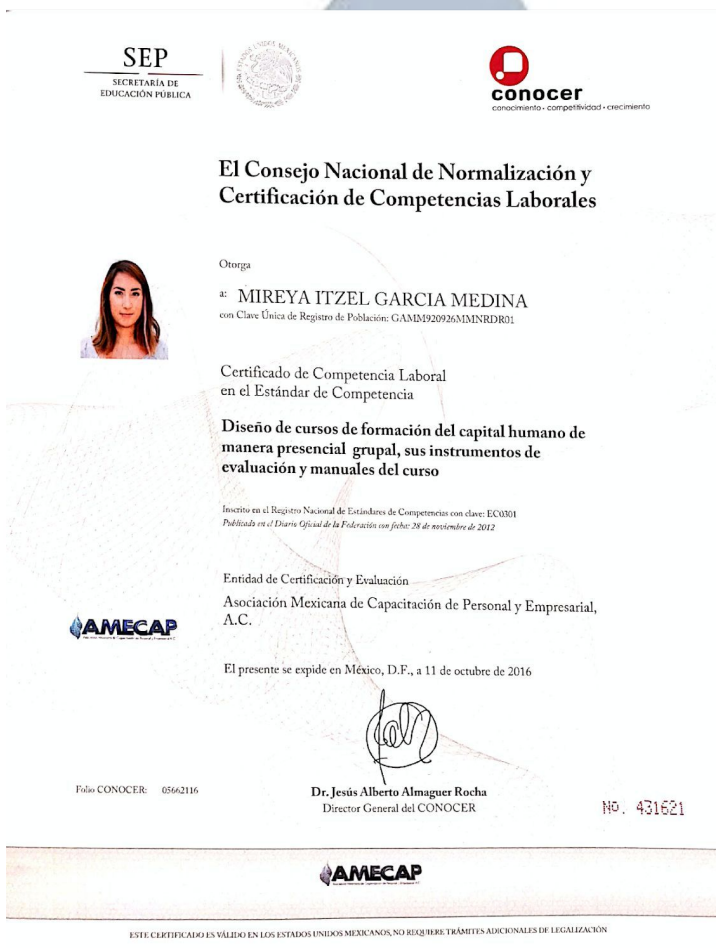 SEP
SECRETARÍA DE
EDUCACIÓN PÚBLICA
ESTADOS UNIDOS MEXICANOS
conocer
conocimiento • competitividad • crecimiento
El Consejo Nacional de Normalización y
Certificación de Competencias Laborales
Otorga
a: MIREYA ITZEL GARCIA MEDINA
con Clave Única de Registro de Población: GAMM920926MMNRDR01
Certificado de Competencia Laboral
en el Estándar de Competencia
Diseño de cursos de formación del capital humano de
manera presencial grupal, sus instrumentos de
evaluación y manuales del curso
Inscrito en el Registro Nacional de Estándares de Competencias con clave: EC0301
Publicado en el Diario Oficial de la Federación con fecha: 28 de noviembre de 2012
Entidad de Certificación y Evaluación
Asociación Mexicana de Capacitación de Personal y Empresarial,
A.C.
AMECAP
El presente se expide en México, D.F., a 11 de octubre de 2016
Folio CONOCER: 05662116
Dr. Jesús Alberto Almaguer Rocha
Director General del CONOCER
No. 431621
AMECAP
ESTE CERTIFICADO ES VÁLIDO EN LOS ESTADOS UNIDOS MEXICANOS, NO REQUIERE TRÁMITES ADICIONALES DE LEGALIZACIÓN